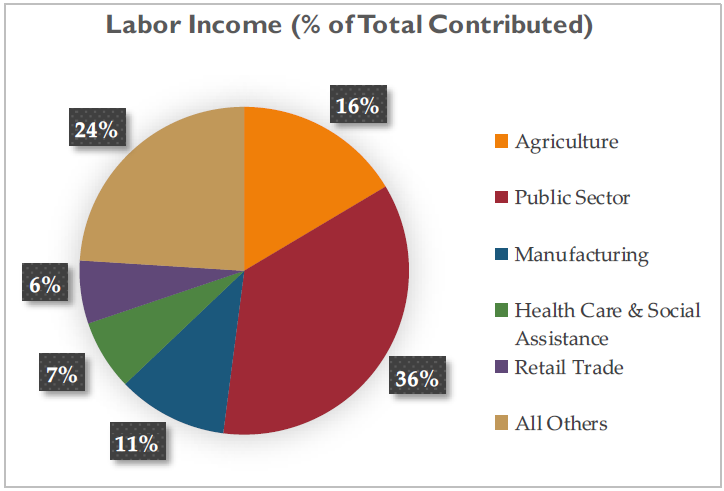 Labor Income (% of Total Contributed)
16%
24%
Agriculture
Public Sector
Manufacturing
6%
Health Care & Social
Assistance
Retail Trade
7%
36%
All Others
11%